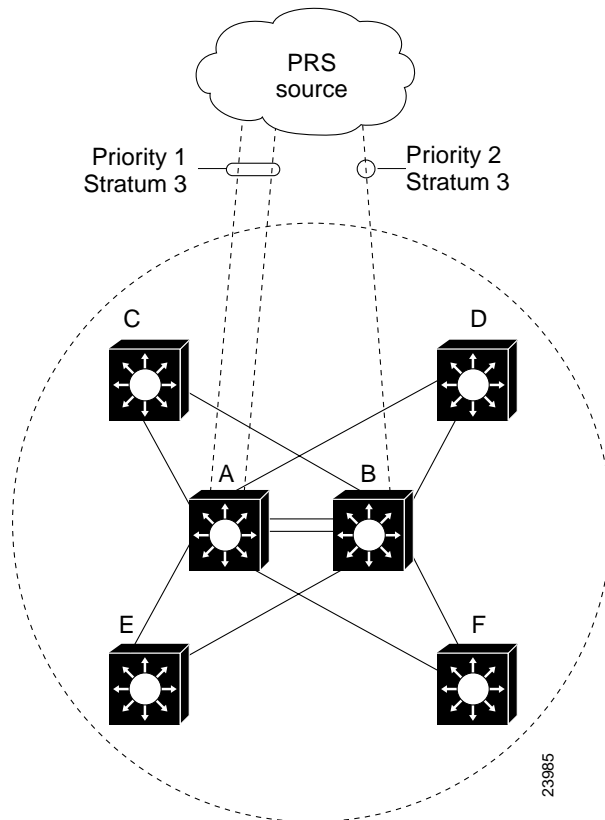 PRS
source
Priority 1
Stratum 3
Priority 2
Stratum 3
C
D
A
B
E
F
23985